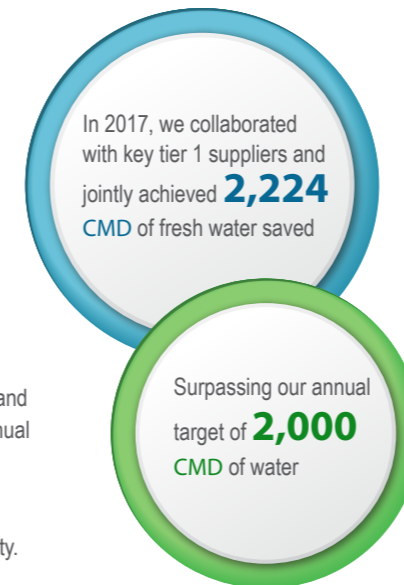 In 2017, we collaborated
with key tier 1 suppliers and
jointly achieved 2,224
CMD of fresh water saved
Surpassing our annual
target of 2,000
CMD of water
and